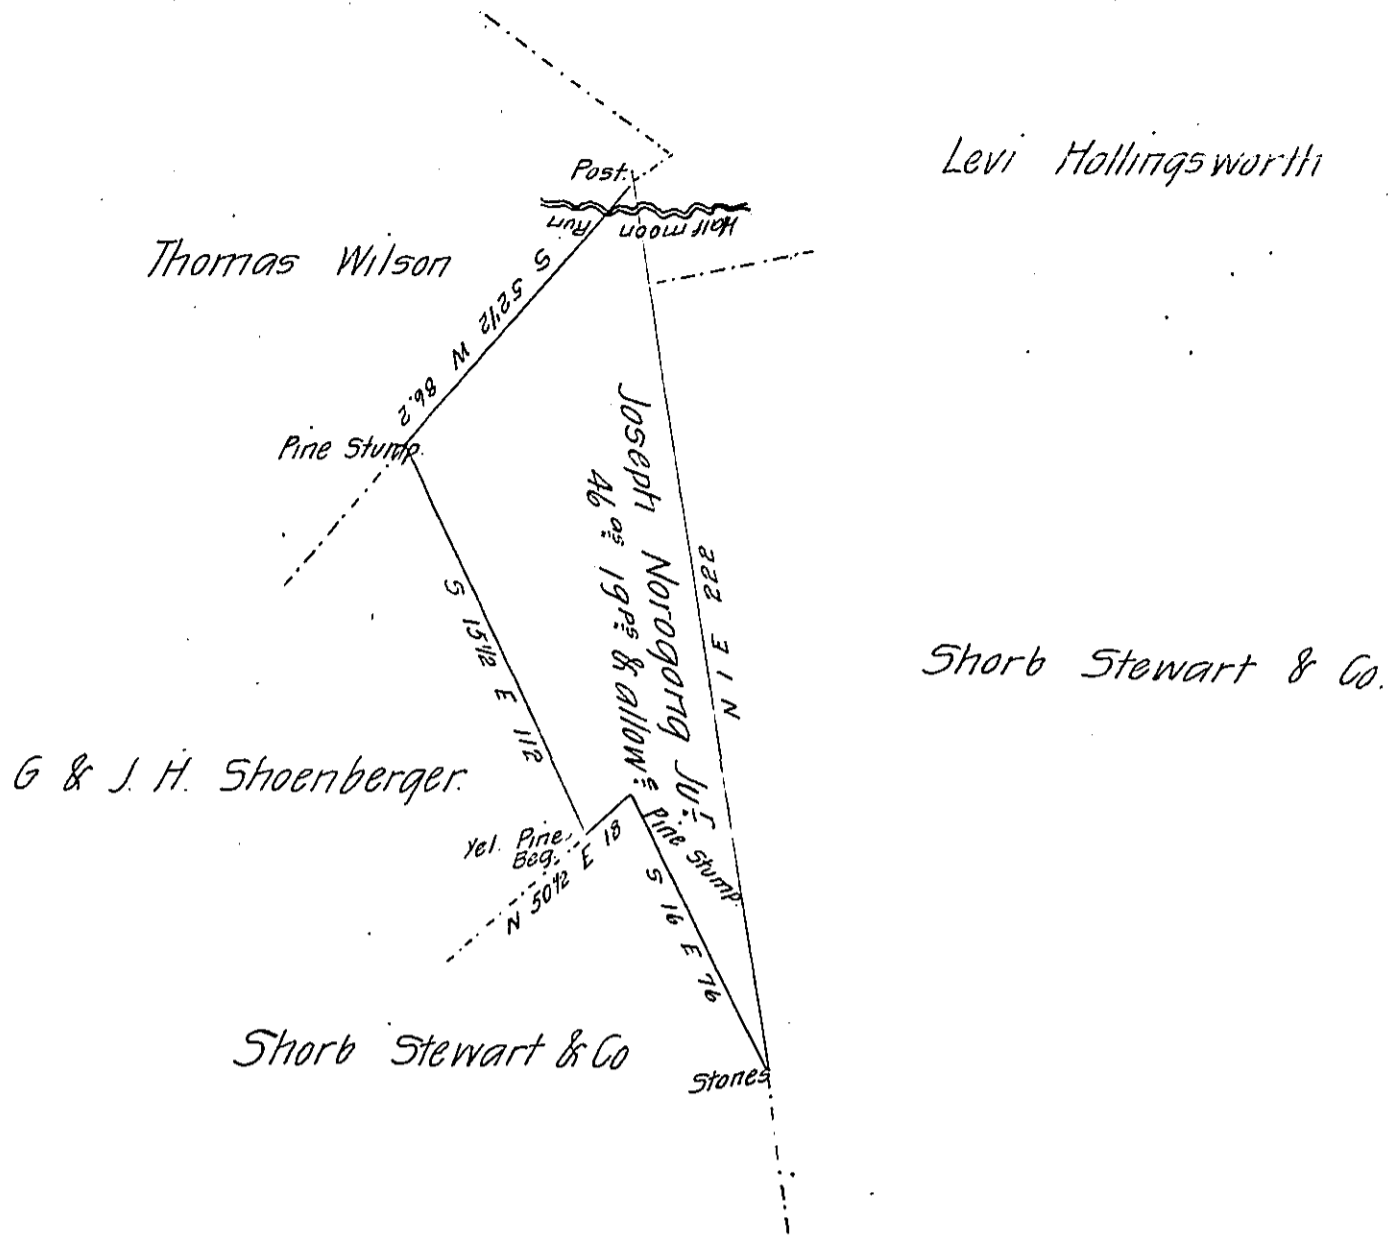 Levi Hollingsworth
Post.
Half moon Run
Thomas Wilson
S 52½ W 86.2
Pine Stump.
Joseph Norogong Jur
46 as 19 ps & allowe
222 E 1 N
S 15½ E 112
Shorb Stewart & Co.
G & J. H. Shoenberger.
Yel. Pine
Beg.
N 50½ E 18
Pine Stump.
S 16 E 76
Shorb Stewart & Co
Stones